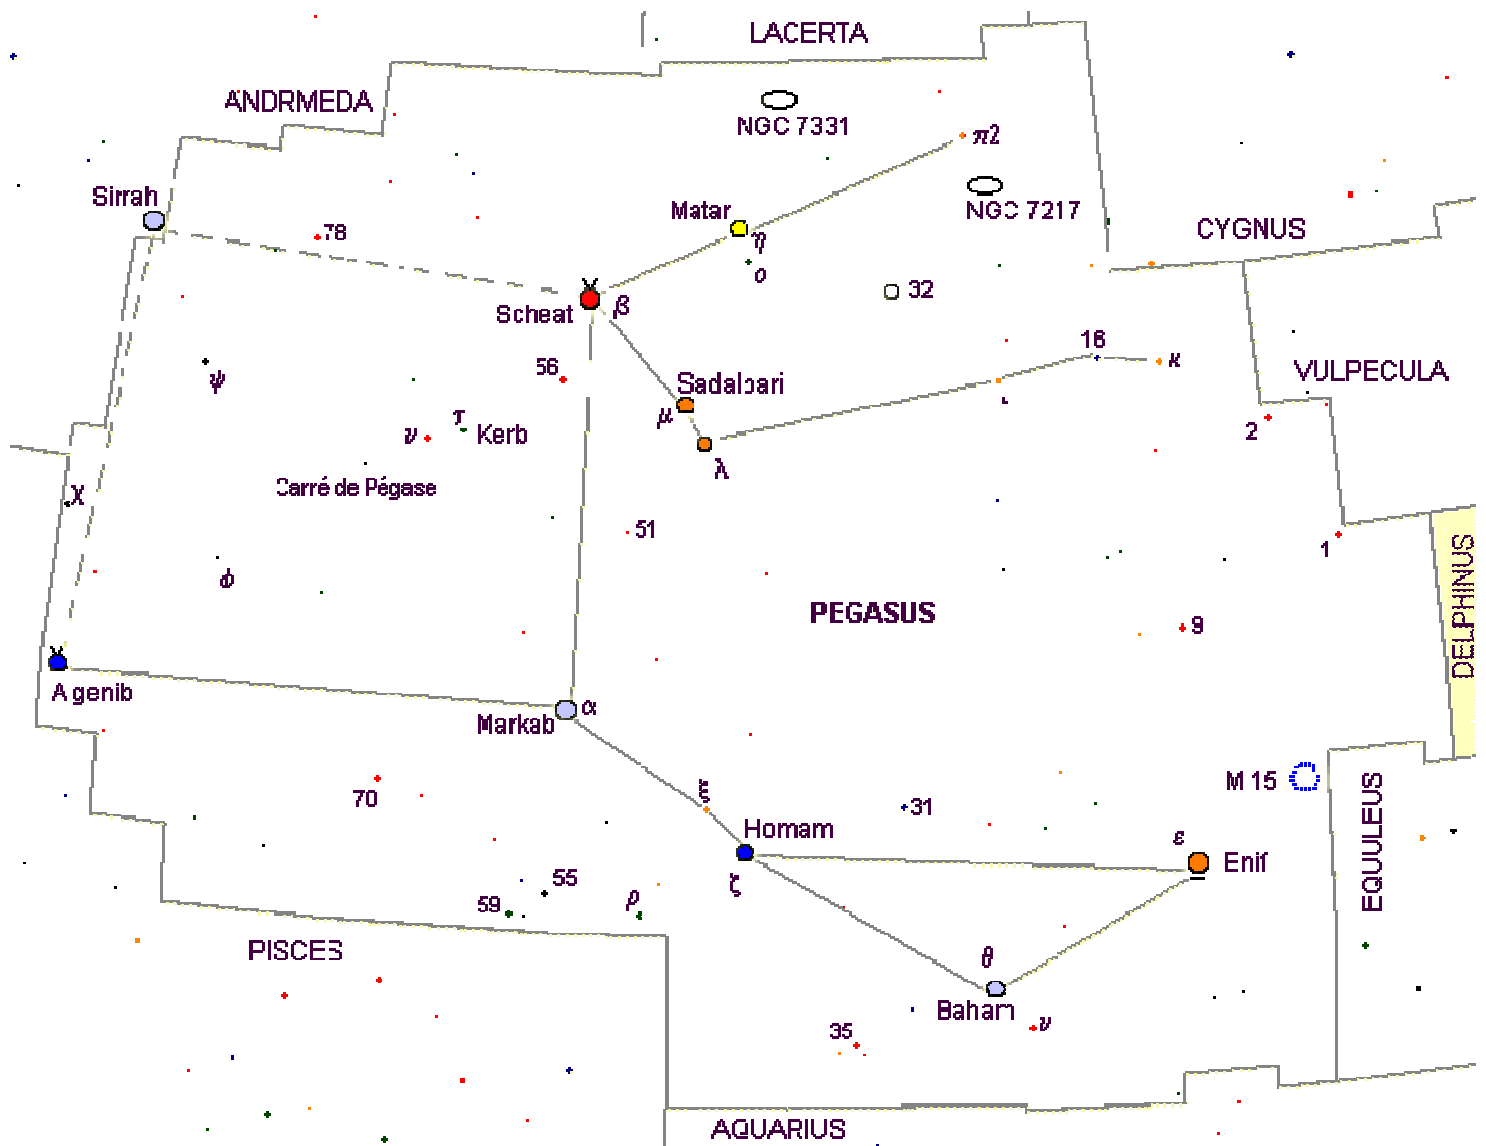 LACERTA
ANDRMEDA
NGC 7331
π2
Sirrah
Matar
NGC 7217
78
η
CYGNUS
ο
32
Scheat
β
18
κ
56
Sadalbari
VULPECULA
ψ
μ
τ
2
ν
Kerb
λ
χ
Carré de Pégase
51
1
DELPHINUS
ϕ
PEGASUS
9
Agenib
α
Markab
M 15
70
ξ
31
EQUULEUS
Homam
ε
Enif
55
ζ
59
ρ
PISCES
θ
Baham
35
ν
AQUARIUS